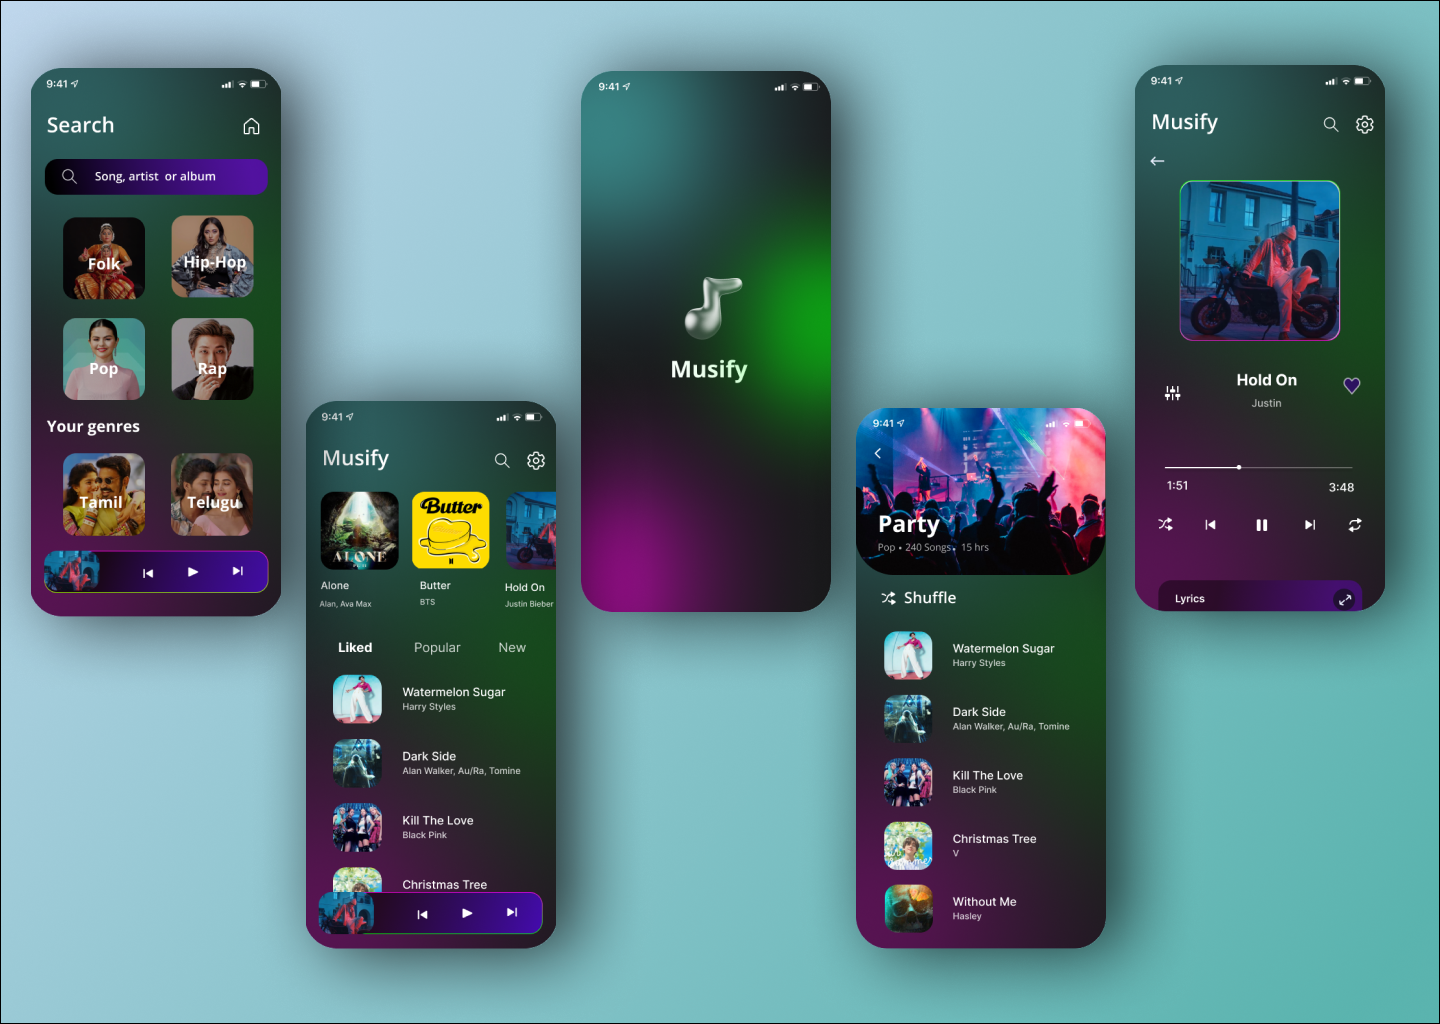 9:41
Search
Song, artist or album
Folk
Hip-Hop
Pop
Rap
Your genres
Tamil
Telugu
9:41
Musify
ALONE
Butter
Alone
Alan, Ava Max
Butter
BTS
Hold On
Justin Bieber
Liked
Popular
New
Watermelon Sugar
Harry Styles
Dark Side
Alan Walker, Au/Ra, Tomine
Kill The Love
Black Pink
Christmas Tree
9:41
Musify
9:41
Party
Pop • 240 Songs • 15 hrs
Shuffle
Watermelon Sugar
Harry Styles
Dark Side
Alan Walker, Au/Ra, Tomine
Kill The Love
Black Pink
Christmas Tree
V
Without Me
Hasley
9:41
Musify
Hold On
Justin
1:51
3:48
Lyrics